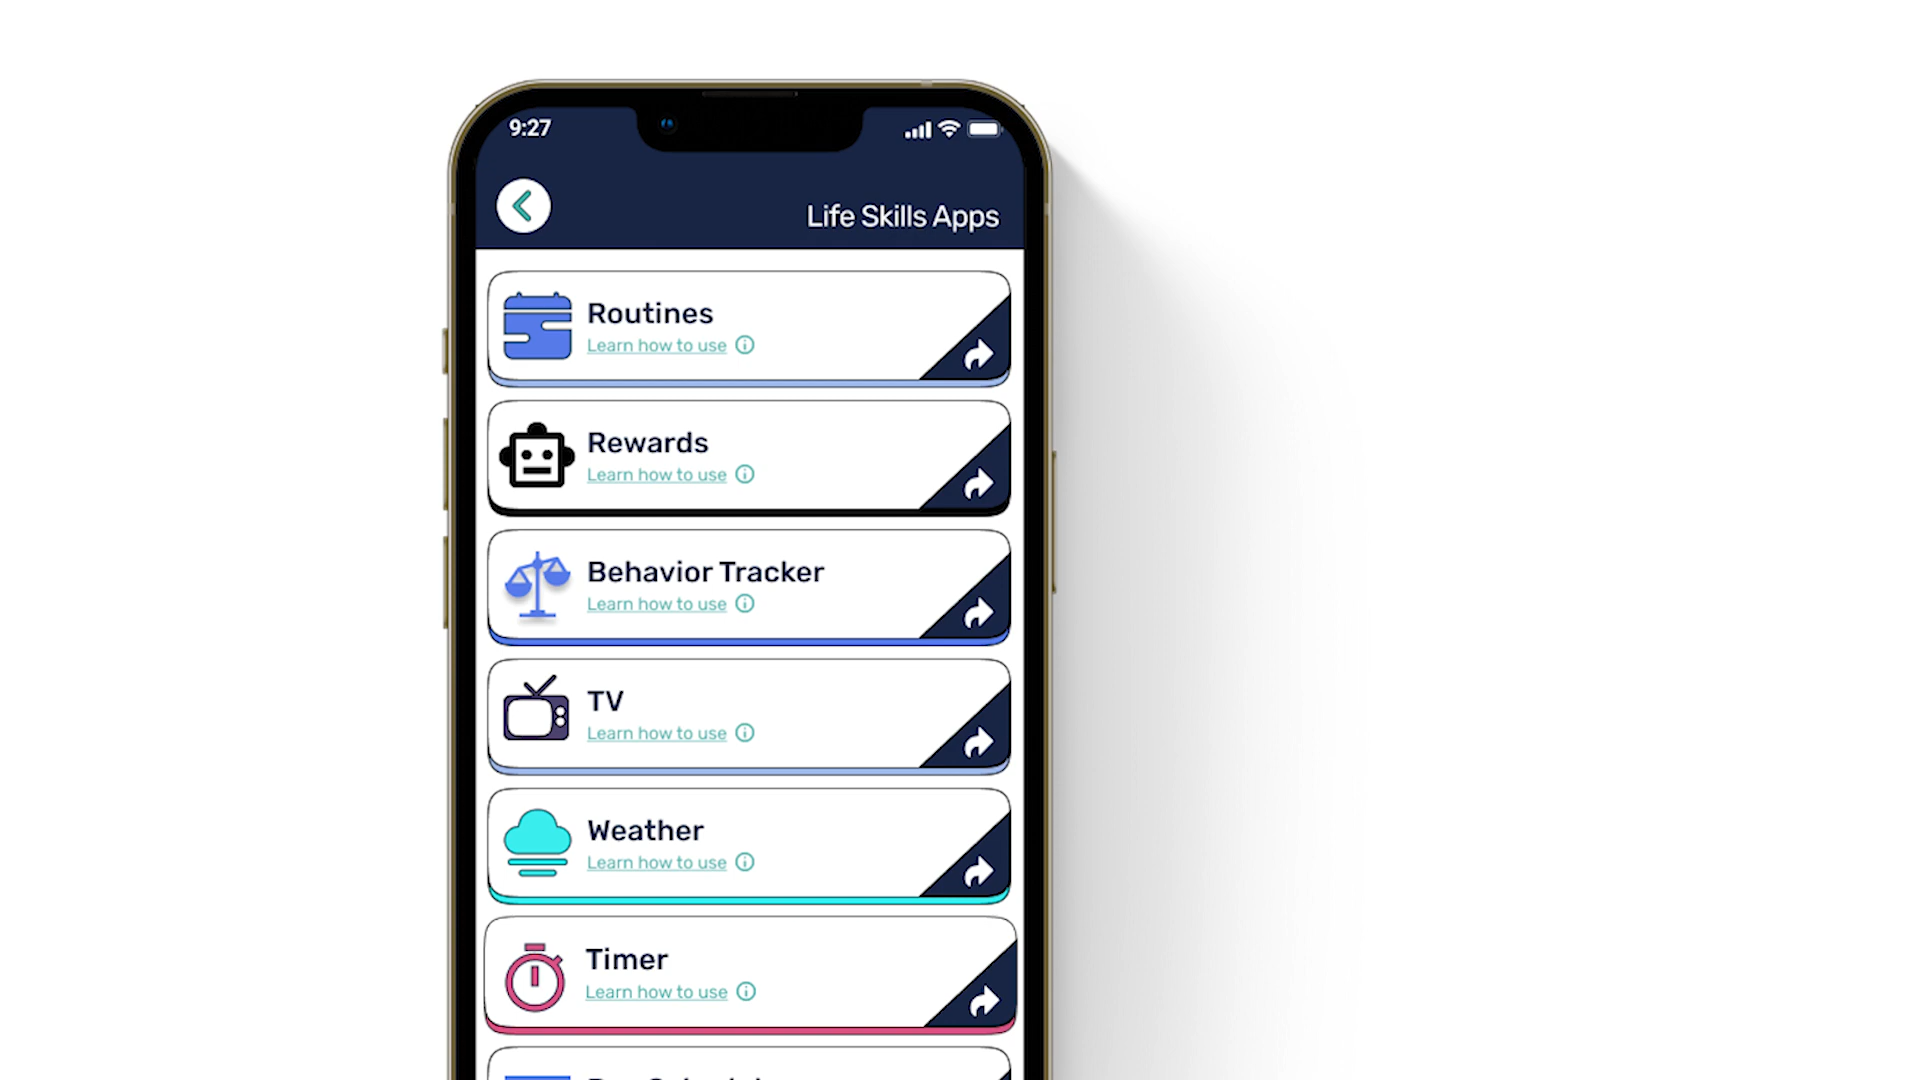 9:27
Life Skills Apps
Routines
Learn how to use
Rewards
Learn how to use
Behavior Tracker
Learn how to use
TV
Learn how to use
Weather
Learn how to use
Timer
Learn how to use